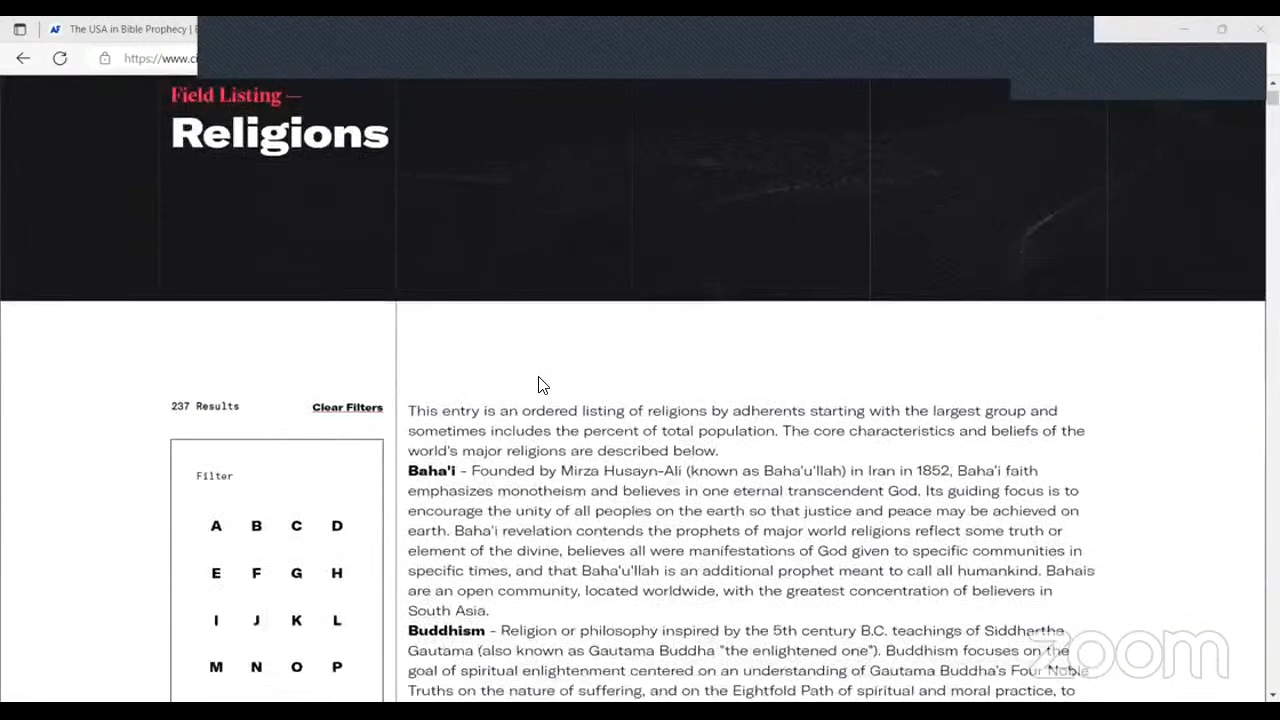 The USA in Bible Prophecy |
https://www.ci
Field Listing —
Religions
237 Results
Clear Filters
Filter
A B C D
E F G H
I J K L
M N O P
This entry is an ordered listing of religions by adherents starting with the largest group and
sometimes includes the percent of total population. The core characteristics and beliefs of the
world's major religions are described below.
Baha'i - Founded by Mirza Husayn-Ali (known as Baha'u'llah) in Iran in 1852, Baha'i faith
emphasizes monotheism and believes in one eternal transcendent God. Its guiding focus is to
encourage the unity of all peoples on the earth so that justice and peace may be achieved on
earth. Baha'i revelation contends the prophets of major world religions reflect some truth or
element of the divine, believes all were manifestations of God given to specific communities in
specific times, and that Baha'u'llah is an additional prophet meant to call all humankind. Bahais
are an open community, located worldwide, with the greatest concentration of believers in
South Asia.
Buddhism - Religion or philosophy inspired by the 5th century B.C. teachings of Siddhartha
Gautama (also known as Gautama Buddha "the enlightened one"). Buddhism focuses on the
goal of spiritual enlightenment centered on an understanding of Gautama Buddha's Four Noble
Truths on the nature of suffering, and on the Eightfold Path of spiritual and moral practice, to
zoom